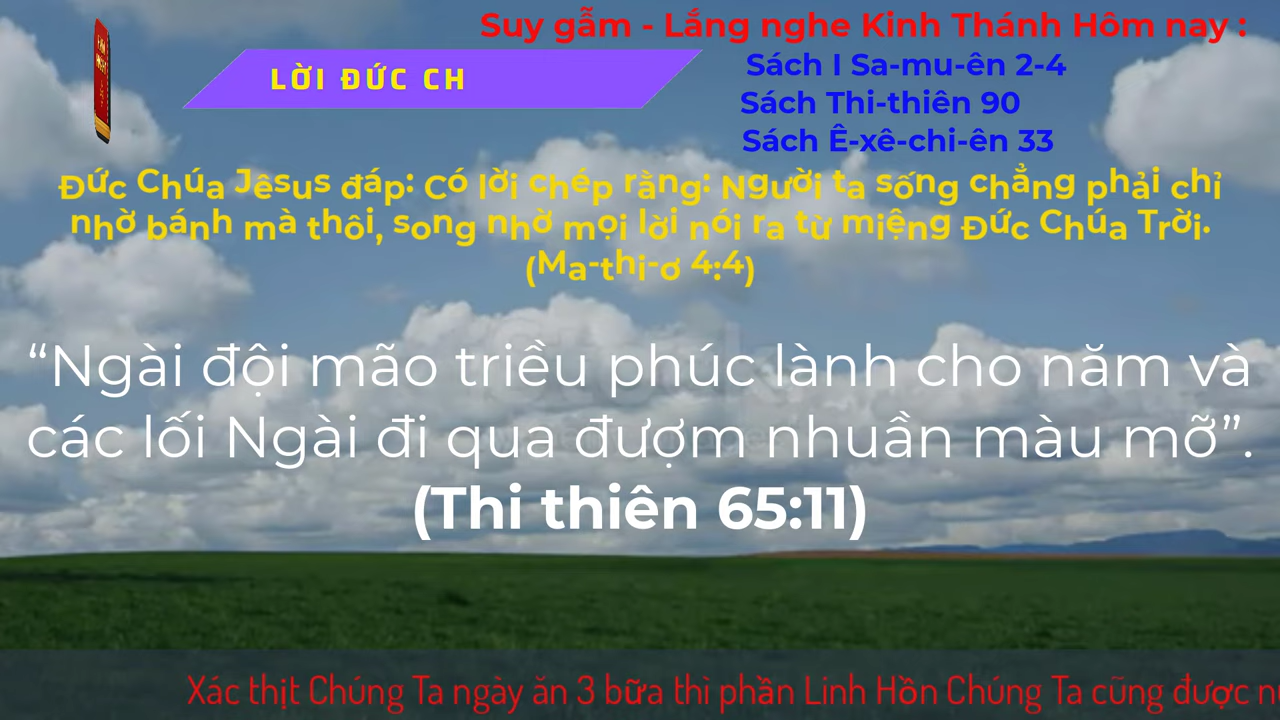 Suy gẫm - Lắng nghe Kinh Thánh Hôm nay :
LỜI ĐỨC CH
Sách I Sa-mu-ên 2-4
Sách Thi-thiên 90
Sách Ê-xê-chi-ên 33
Đức Chúa Jêsus đáp: Có lời chép rằng: Người ta sống chẳng phải chỉ
nhờ bánh mà thôi, song nhờ mọi lời nói ra từ miệng Đức Chúa Trời.
(Ma-thi-ơ 4:4)
“Ngài đội mão triều phúc lành cho năm và
các lối Ngài đi qua đượm nhuần màu mỡ”.
(Thi thiên 65:11)
Xác thịt Chúng Ta ngày ăn 3 bữa thì phần Linh Hồn Chúng Ta cũng được